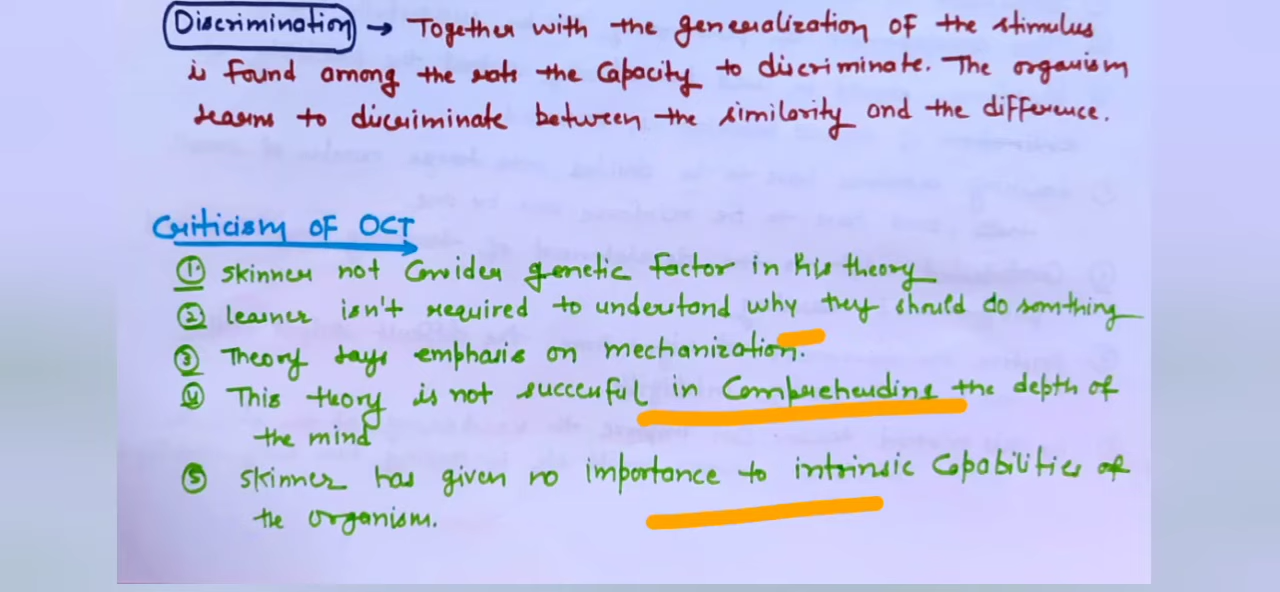 Discrimination → Together with the generalization of the stimulus
is found among the rats the Capacity to discriminate. The organism
learns to discriminate between the similarity and the difference.
Criticism of OCT
① skinner not Consider genetic factor in his theory
② learner isn't required to understand why they should do somthing
③ Theory says emphasis on mechanization.
④ This theory is not successful in Comprehending the depth of
the mind
⑤ skinner has given no importance to intrinsic Capabilities of
the organism.